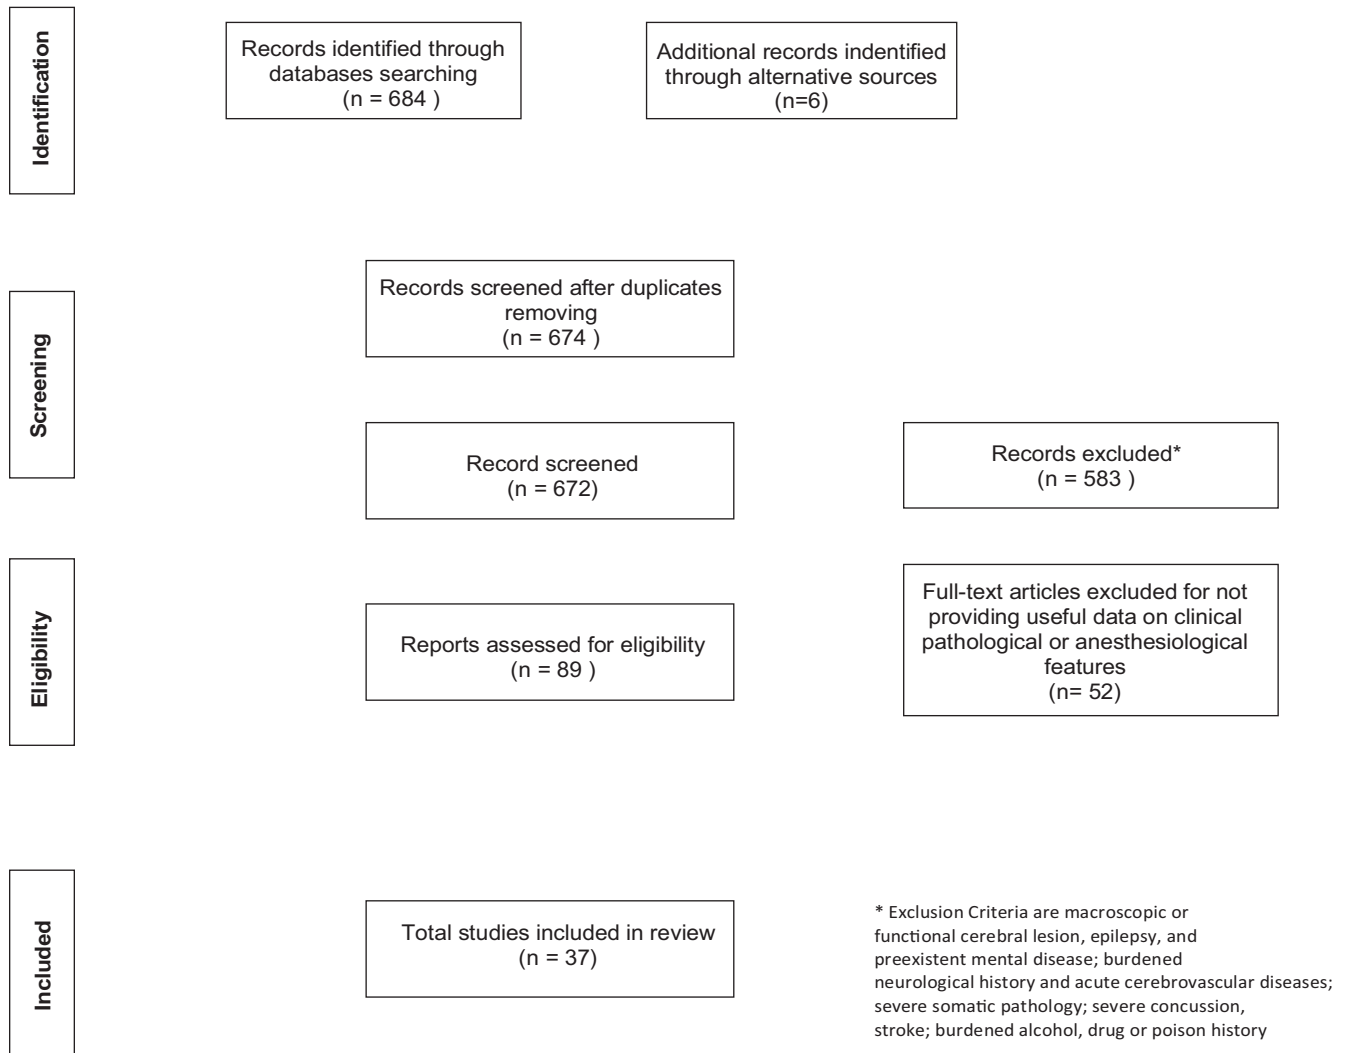 Identification
Records identified through
databases searching
(n = 684 )
Additional records indentified
through alternative sources
(n=6)
Screening
Records screened after duplicates
removing
(n = 674 )
Record screened
(n = 672)
Records excluded*
(n = 583 )
Eligibility
Reports assessed for eligibility
(n = 89 )
Full-text articles excluded for not
providing useful data on clinical
pathological or anesthesiological
features
(n= 52)
Included
Total studies included in review
(n = 37)
* Exclusion Criteria are macroscopic or
functional cerebral lesion, epilepsy, and
preexistent mental disease; burdened
neurological history and acute cerebrovascular diseases;
severe somatic pathology; severe concussion,
stroke; burdened alcohol, drug or poison history